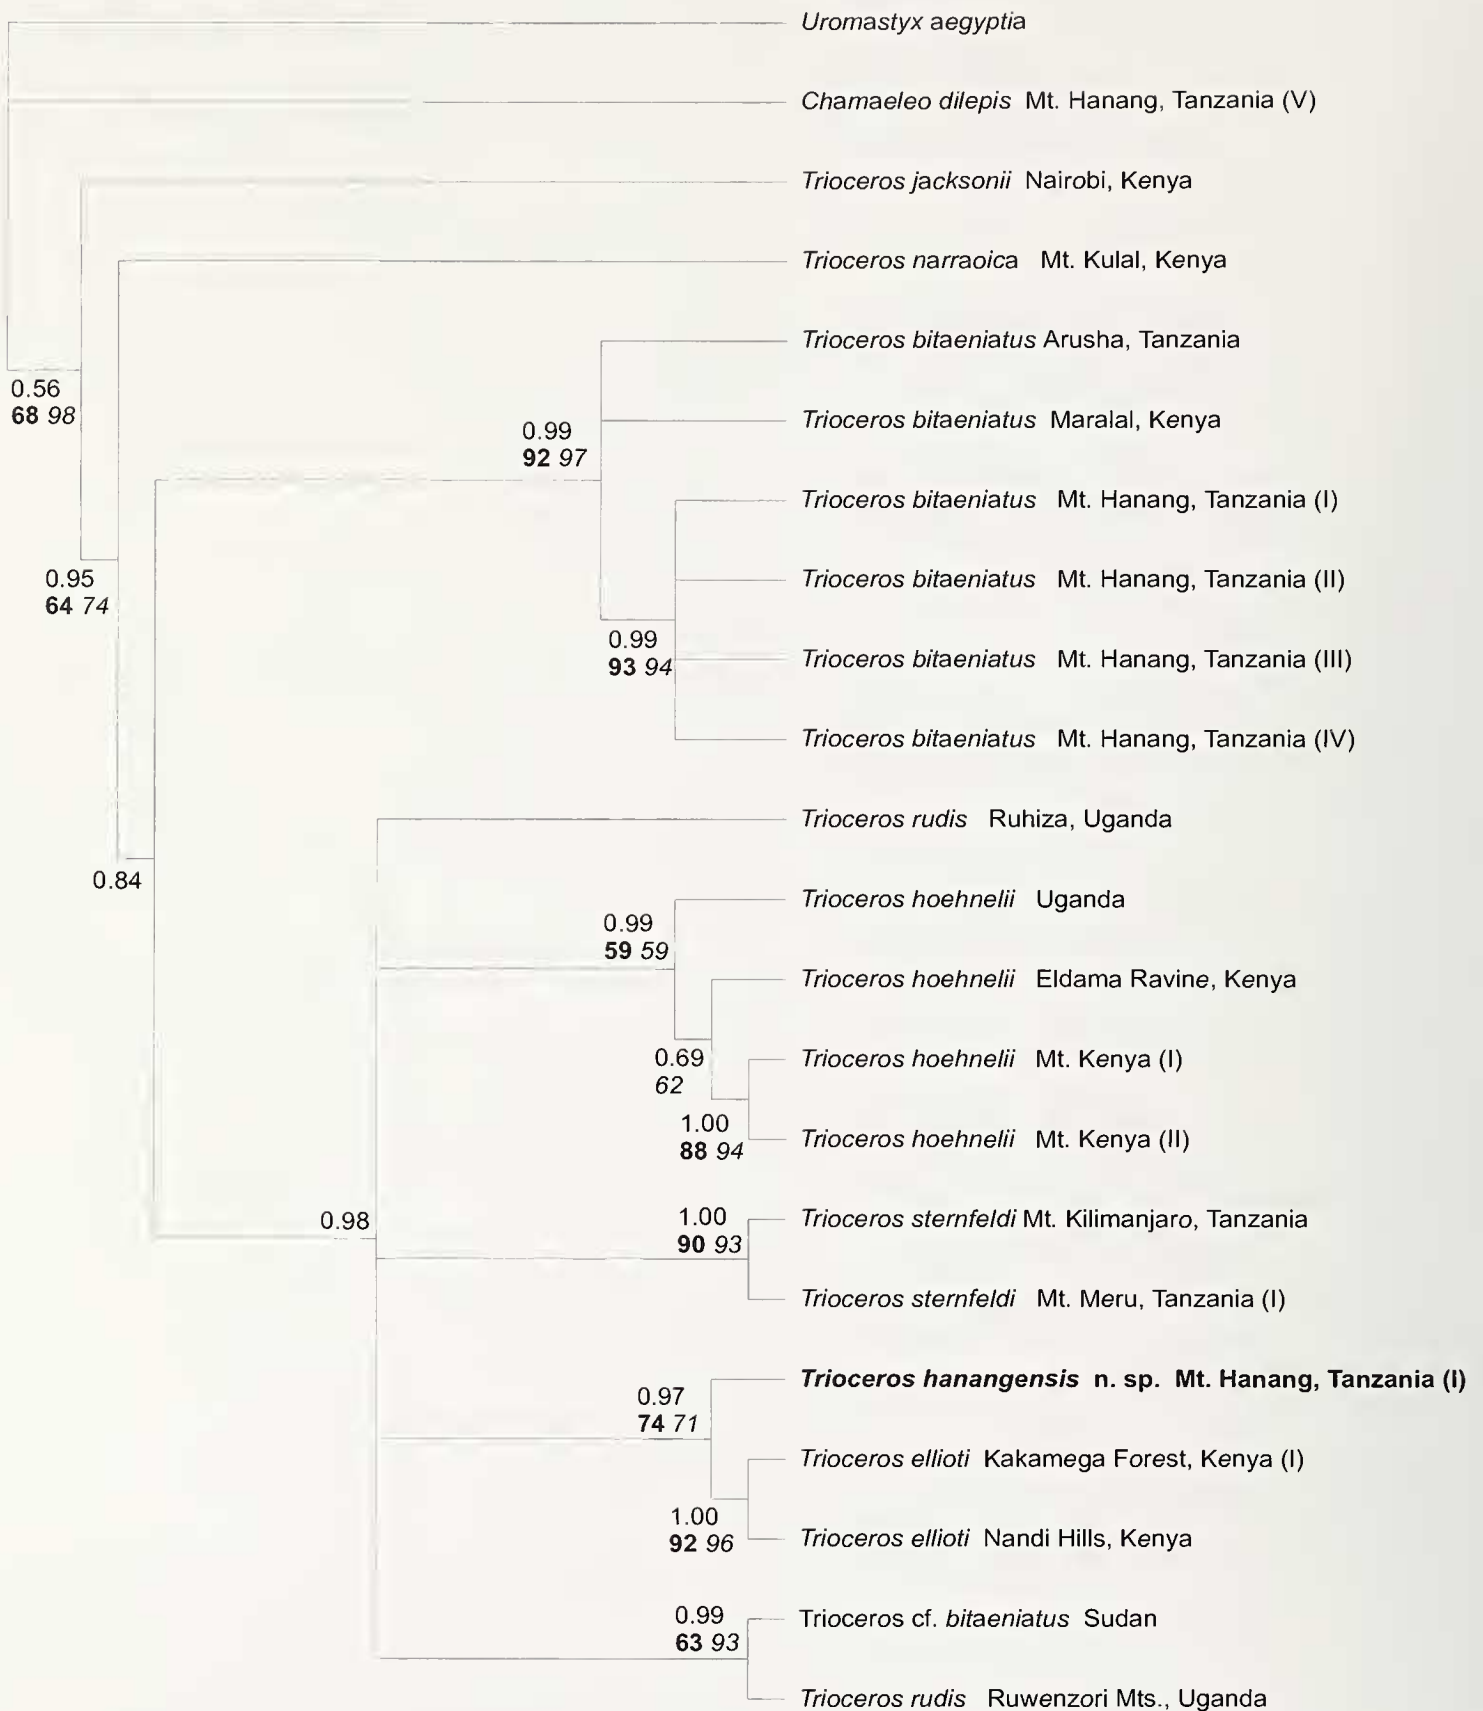 Uromastyx aegyptia
Chamaeleo dilepis Mt. Hanang, Tanzania (V)
Trioceros jacksonii Nairobi, Kenya
Trioceros narraoica Mt. Kulal, Kenya
Trioceros bitaeniatus Arusha, Tanzania
0.56
68 98
Trioceros bitaeniatus Maralal, Kenya
0.99
92 97
Trioceros bitaeniatus Mt. Hanang, Tanzania (I)
Trioceros bitaeniatus Mt. Hanang, Tanzania (II)
0.95
64 74
0.99
93 94
Trioceros bitaeniatus Mt. Hanang, Tanzania (III)
Trioceros bitaeniatus Mt. Hanang, Tanzania (IV)
Trioceros rudis Ruhiza, Uganda
0.84
Trioceros hoehnelii Uganda
0.99
59 59
Trioceros hoehnelii Eldama Ravine, Kenya
Trioceros hoehnelii Mt. Kenya (I)
0.69
62
1.00
88 94
Trioceros hoehnelii Mt. Kenya (II)
0.98
1.00
90 93
Trioceros sternfeldi Mt. Kilimanjaro, Tanzania
Trioceros sternfeldi Mt. Meru, Tanzania (I)
Trioceros hanangensis n. sp. Mt. Hanang, Tanzania (I)
0.97
74 71
Trioceros ellioti Kakamega Forest, Kenya (I)
1.00
92 96
Trioceros ellioti Nandi Hills, Kenya
0.99
63 93
Trioceros cf. bitaeniatus Sudan
Trioceros rudis Ruwenzori Mts., Uganda